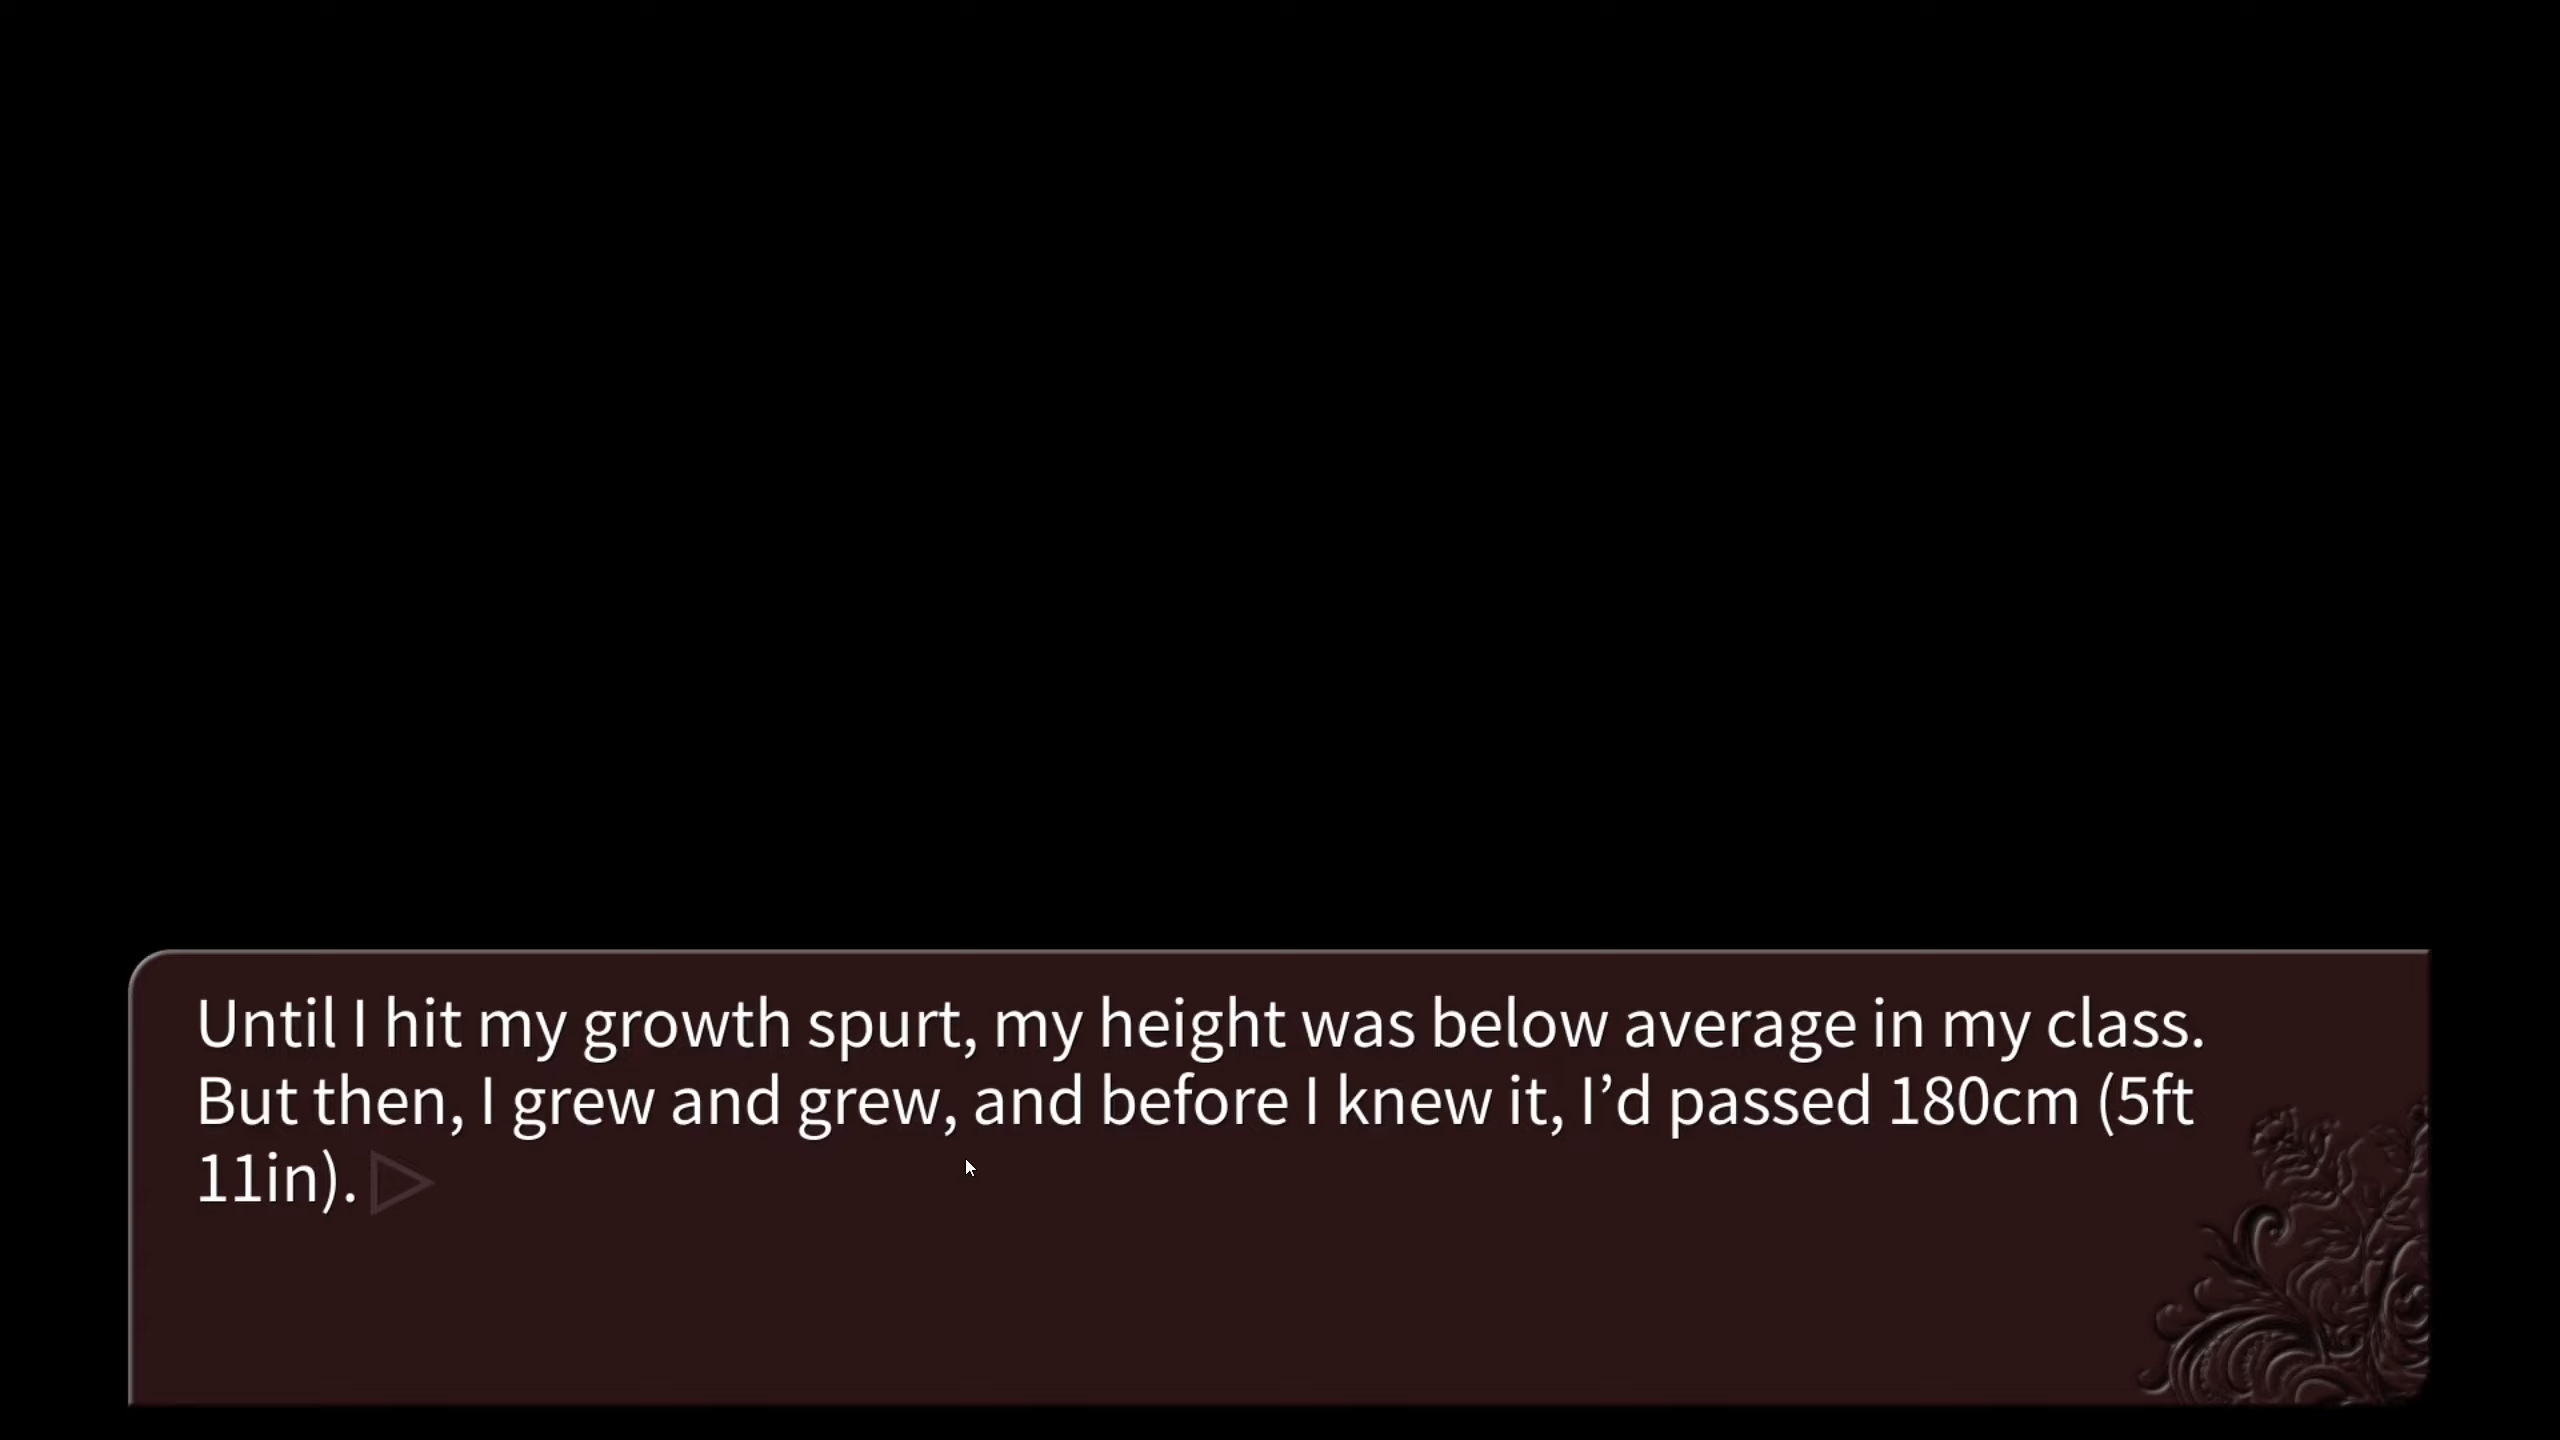 Until I hit my growth spurt, my height was below average in my class.
But then, I grew and grew, and before I knew it, I’d passed 180cm (5ft
11in).